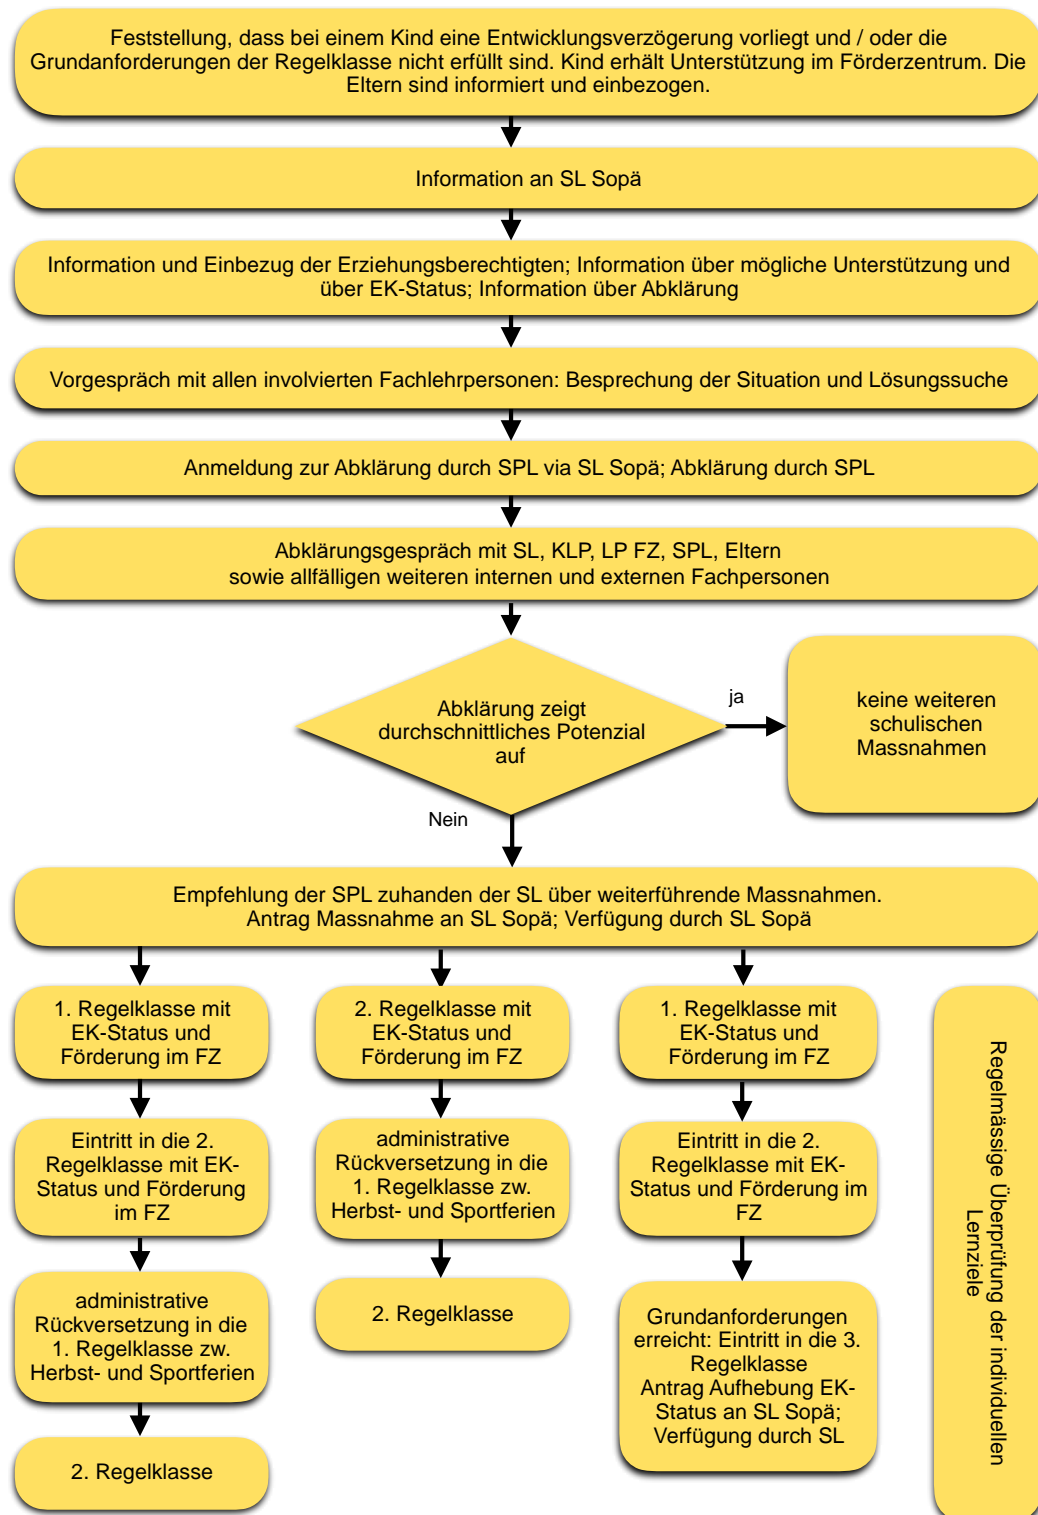 Feststellung, dass bei einem Kind eine Entwicklungsverzögerung vorliegt und / oder die
Grundanforderungen der Regelklasse nicht erfüllt sind. Kind erhält Unterstützung im Förderzentrum. Die
Eltern sind informiert und einbezogen.
Information an SL Sopä
Information und Einbezug der Erziehungsberechtigten; Information über mögliche Unterstützung und
über EK-Status; Information über Abklärung
Vorgespräch mit allen involvierten Fachlehrpersonen: Besprechung der Situation und Lösungssuche
Anmeldung zur Abklärung durch SPL via SL Sopä; Abklärung durch SPL
Abklärungsgespräch mit SL, KLP, LP FZ, SPL, Eltern
sowie allfälligen weiteren internen und externen Fachpersonen
Abklärung zeigt
durchschnittliches Potenzial
auf
ja
keine weiteren
schulischen
Massnahmen
Nein
Empfehlung der SPL zuhanden der SL über weiterführende Massnahmen.
Antrag Massnahme an SL Sopä; Verfügung durch SL Sopä
1. Regelklasse mit
EK-Status und
Förderung im FZ
Eintritt in die 2.
Regelklasse mit EK-
Status und Förderung
im FZ
administrative
Rückversetzung in die
1. Regelklasse zw.
Herbst- und Sportferien
2. Regelklasse
2. Regelklasse mit
EK-Status und
Förderung im FZ
administrative
Rückversetzung in die
1. Regelklasse zw.
Herbst- und Sportferien
2. Regelklasse
1. Regelklasse mit
EK-Status und
Förderung im FZ
Eintritt in die 2.
Regelklasse mit EK-
Status und Förderung im
FZ
Grundanforderungen
erreicht: Eintritt in die 3.
Regelklasse
Antrag Aufhebung EK-
Status an SL Sopä;
Verfügung durch SL
Regelmässige Überprüfung der individuellen
Lernziele